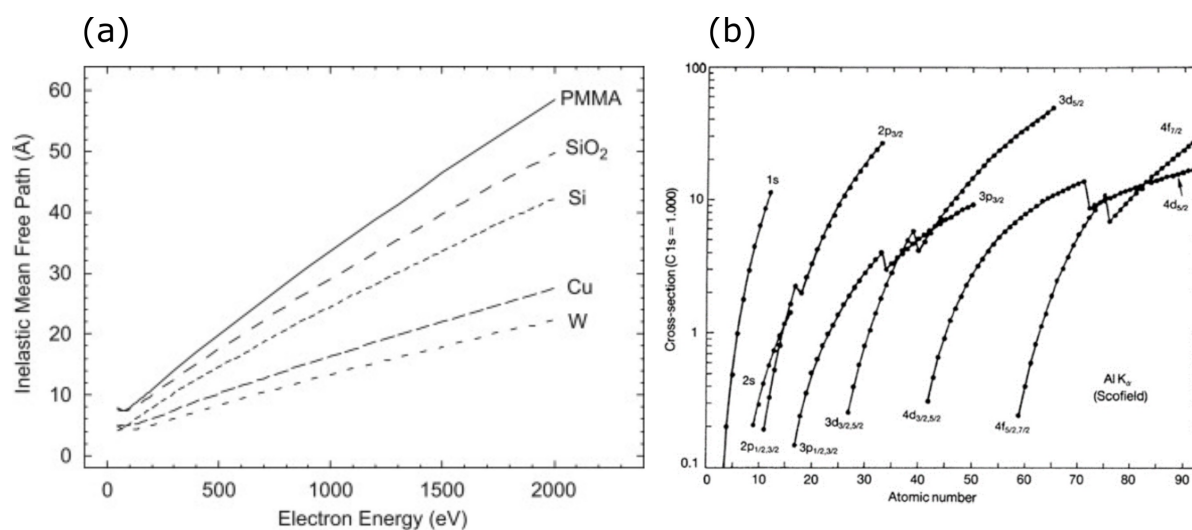 (a)
60
50
40
30
20
10
0
Inelastic Mean Free Path (Å)
PMMA
SiO₂
Si
Cu
W
0 500 1000 1500 2000
Electron Energy (eV)
(b)
100
10
1
0.1
Cross-section (C 1s = 1.000)
3d₅/₂
2p₃/₂
4f₇/₂
1s
3p₃/₂
4d₅/₂
2s
Al Kα
(Scofield)
3d₃/₂,₅/₂
4d₃/₂,₅/₂
4f₅/₂,₇/₂
2p₁/₂,₃/₂
3p₁/₂,₃/₂
0 10 20 30 40 50 60 70 80 90
Atomic number